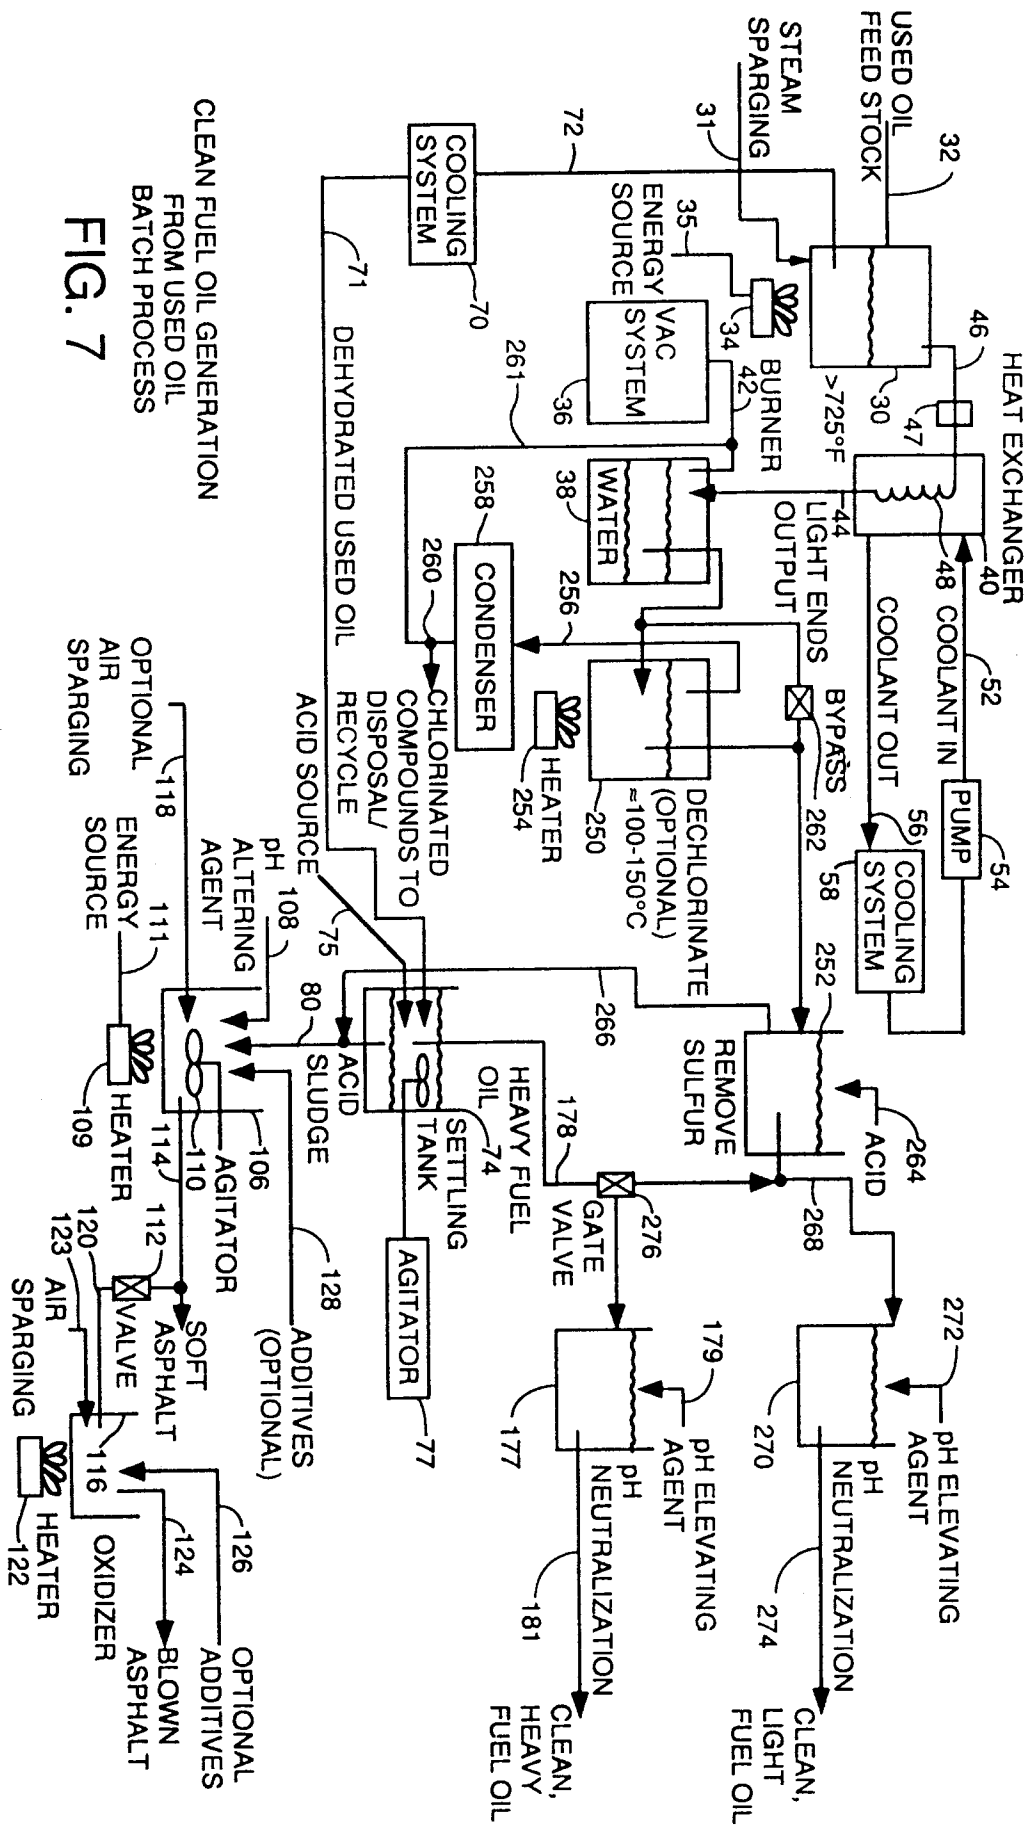 HEAT EXCHANGER
USED OIL
FEED STOCK
32
46
47
40
48
52
COOLANT IN
PUMP
54
COOLANT OUT
56
COOLING
SYSTEM
58
STEAM
SPARGING
31
30
>725°F
44
LIGHT ENDS
OUTPUT
BYPASS
262
252
REMOVE
SULFUR
ACID
264
268
272
pH ELEVATING
AGENT
270
pH
NEUTRALIZATION
274
CLEAN,
LIGHT
FUEL OIL
72
ENERGY
SOURCE
35
34
BURNER
VAC
SYSTEM
36
42
WATER
38
DECHLORINATE
(OPTIONAL)
≈100-150°C
250
HEATER
254
256
CONDENSER
258
260
261
CHLORINATED
COMPOUNDS TO
DISPOSAL/
RECYCLE
266
COOLING
SYSTEM
70
71
DEHYDRATED USED OIL
ACID SOURCE
75
HEAVY FUEL
OIL
178
GATE
VALVE
276
179
pH ELEVATING
AGENT
177
pH
NEUTRALIZATION
181
CLEAN,
HEAVY
FUEL OIL
SETTLING
TANK
74
AGITATOR
77
ACID
SLUDGE
80
OPTIONAL
AIR
SPARGING
118
pH
ALTERING
AGENT
108
ENERGY
SOURCE
111
HEATER
109
106
AGITATOR
110
114
128
ADDITIVES
(OPTIONAL)
SOFT
ASPHALT
112
VALVE
120
123
AIR
SPARGING
116
OXIDIZER
HEATER
122
124
126
OPTIONAL
ADDITIVES
BLOWN
ASPHALT
CLEAN FUEL OIL GENERATION
FROM USED OIL
BATCH PROCESS
FIG. 7